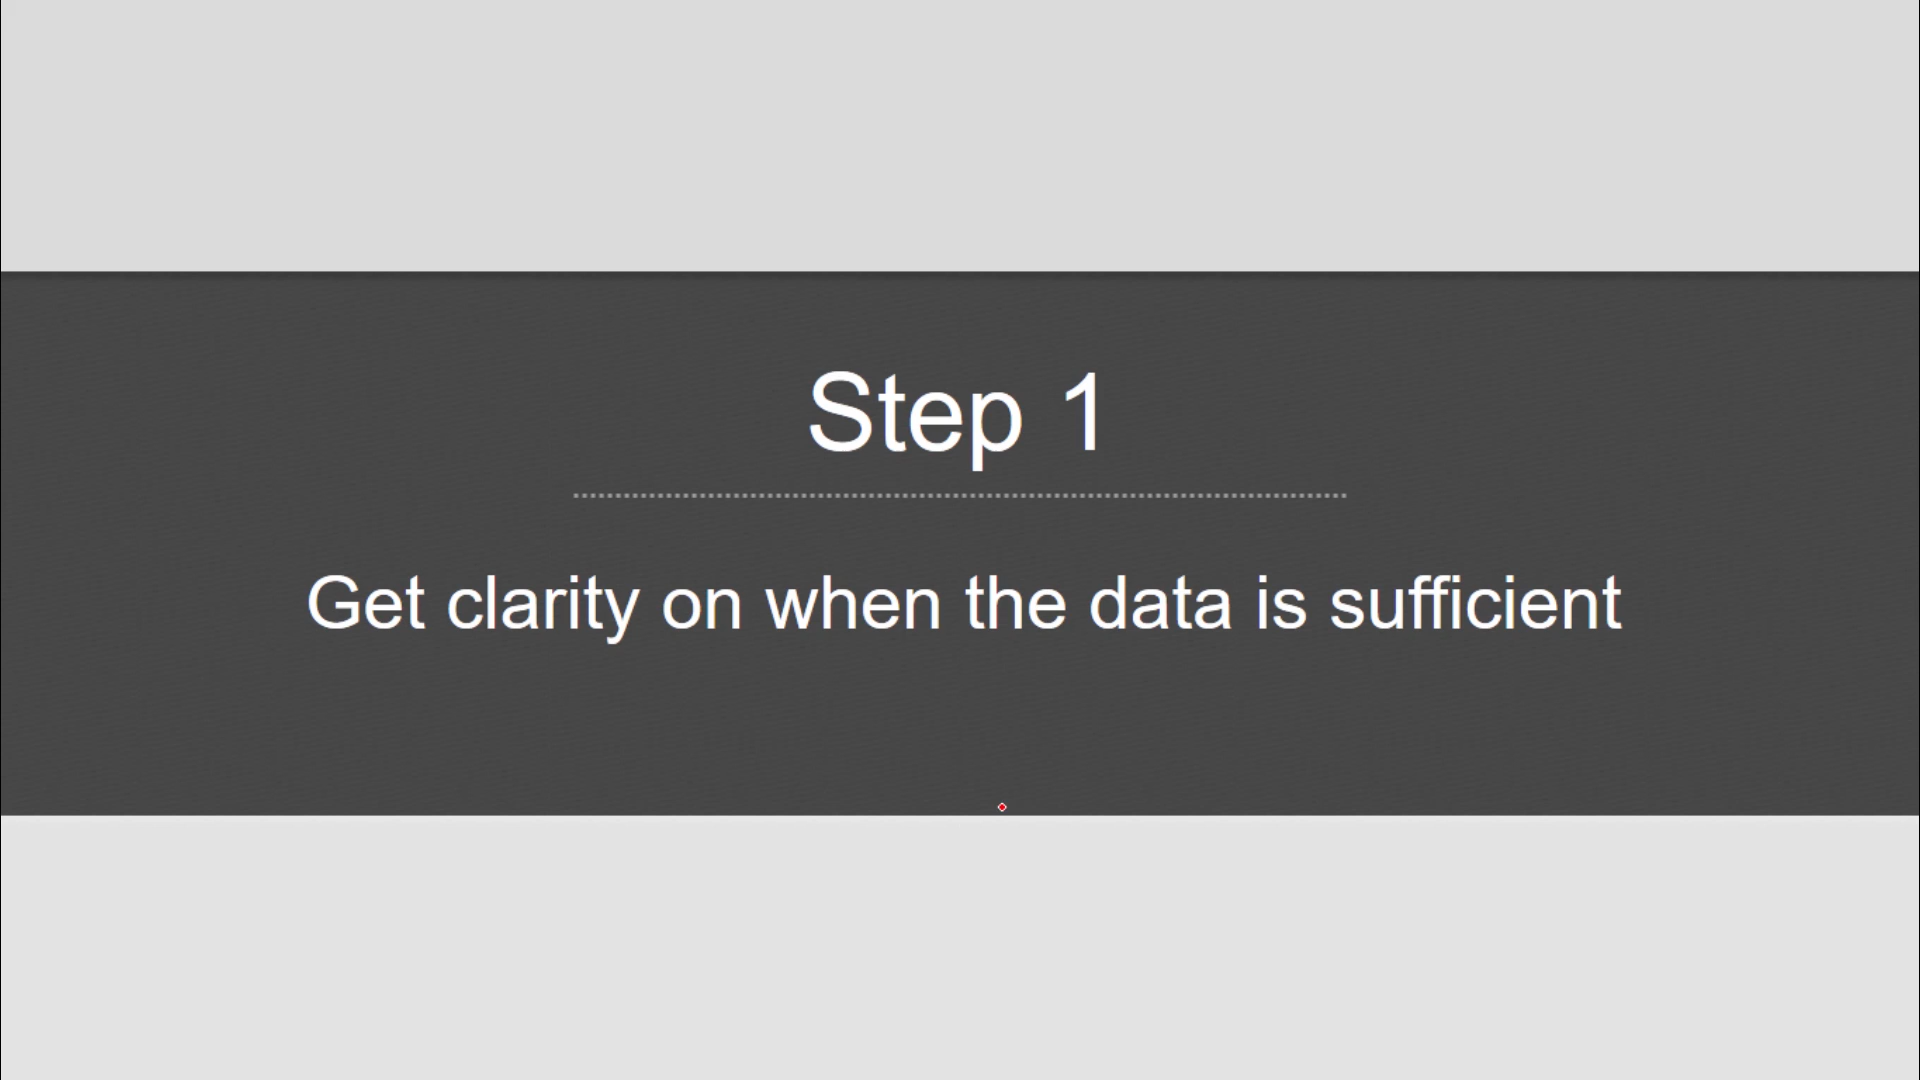 Step 1
Get clarity on when the data is sufficient